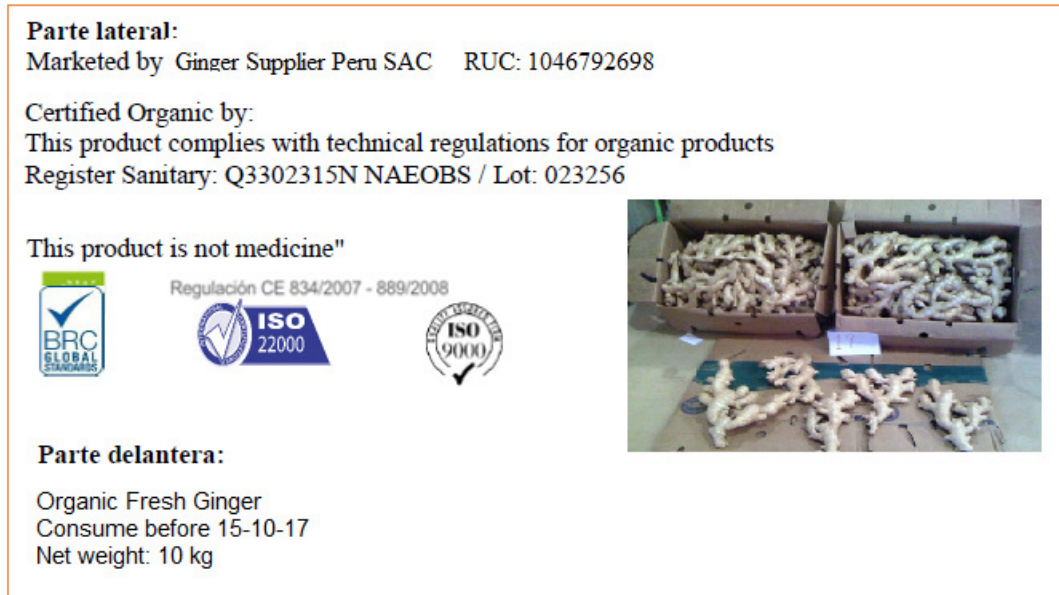 Parte lateral:
Marketed by Ginger Supplier Peru SAC RUC: 1046792698
Certified Organic by:
This product complies with technical regulations for organic products
Register Sanitary: Q3302315N NAEOBS / Lot: 023256
This product is not medicine"
Regulación CE 834/2007 - 889/2008
BRC
GLOBAL
STANDARDS
ISO
22000
ISO
9000
Parte delantera:
Organic Fresh Ginger
Consume before 15-10-17
Net weight: 10 kg